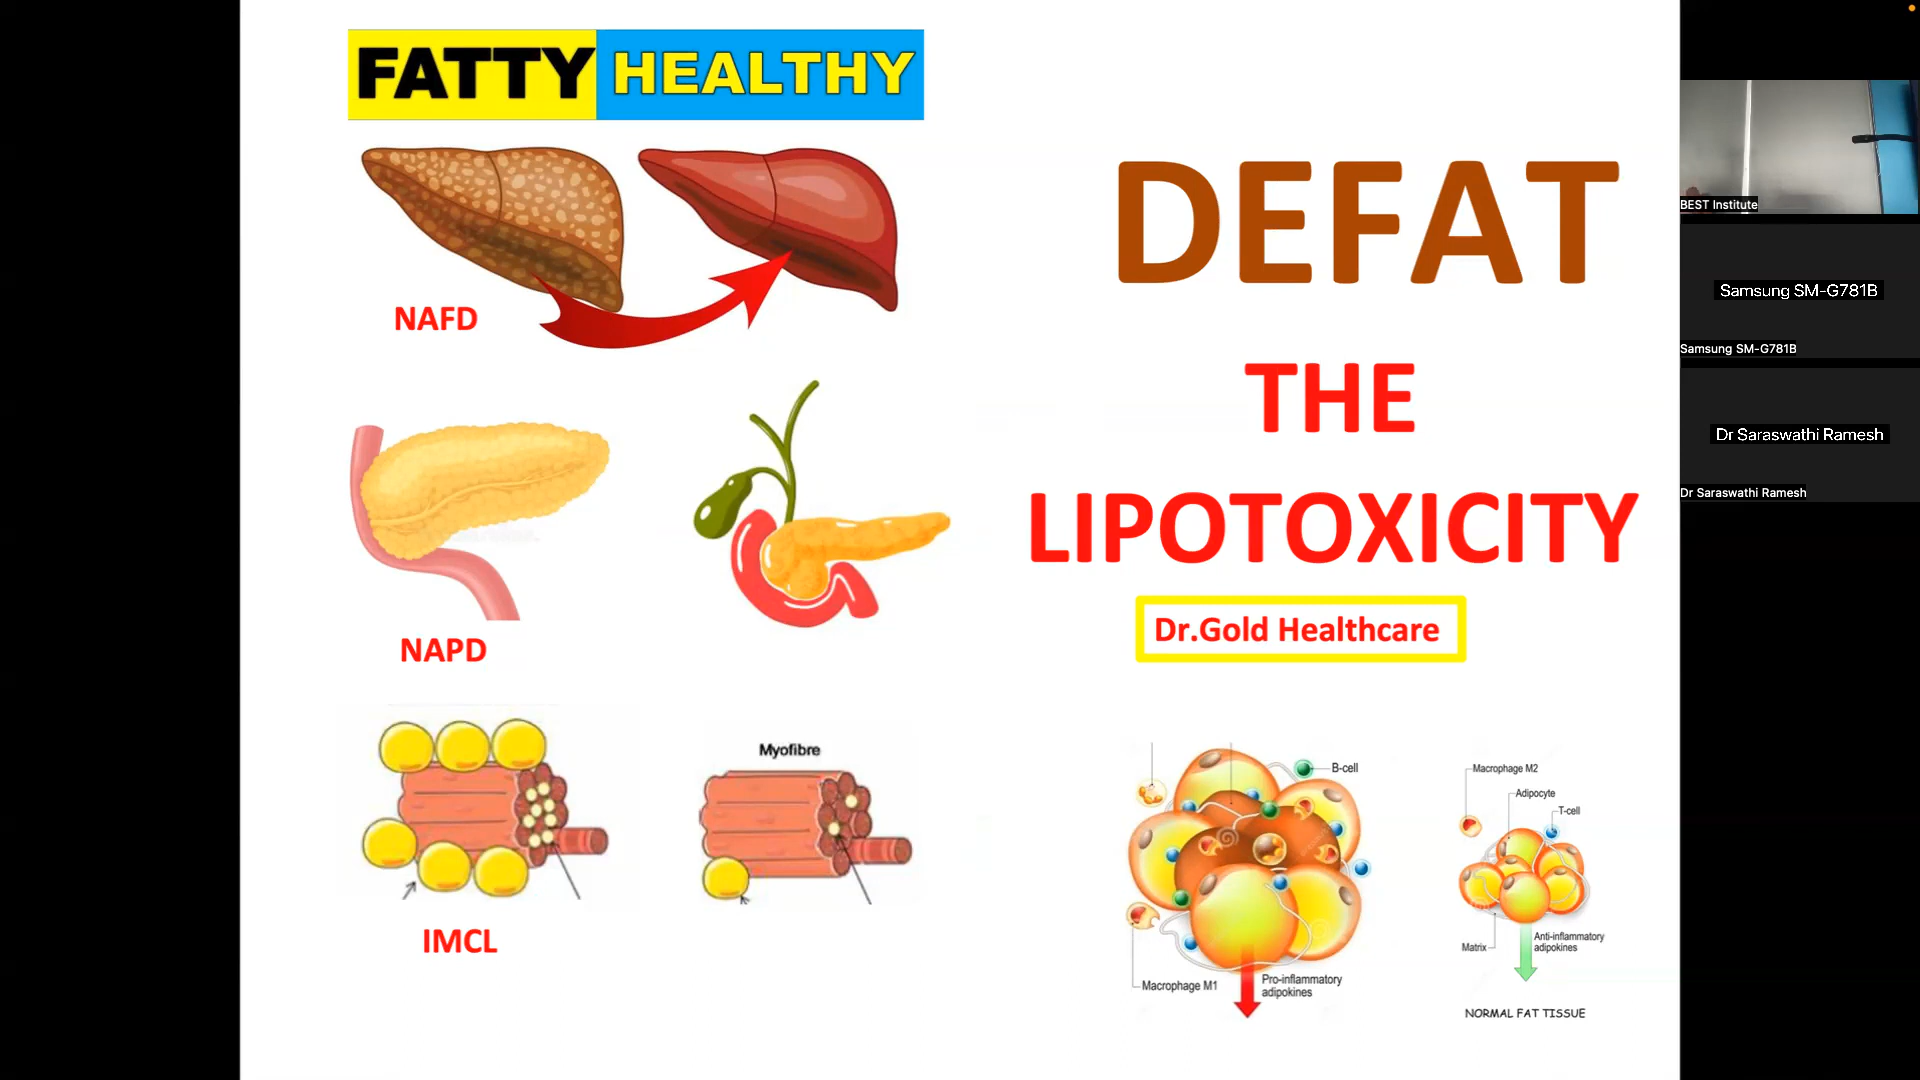 FATTY HEALTHY
NAFD
NAPD
Myofibre
IMCL
DEFAT
THE
LIPOTOXICITY
Dr.Gold Healthcare
B-cell
Macrophage M1
Pro-inflammatory
adipokines
Macrophage M2
Adipocyte
T-cell
Matrix
Anti-inflammatory
adipokines
NORMAL FAT TISSUE
BEST Institute
Samsung SM-G781B
Samsung SM-G781B
Dr Saraswathi Ramesh
Dr Saraswathi Ramesh